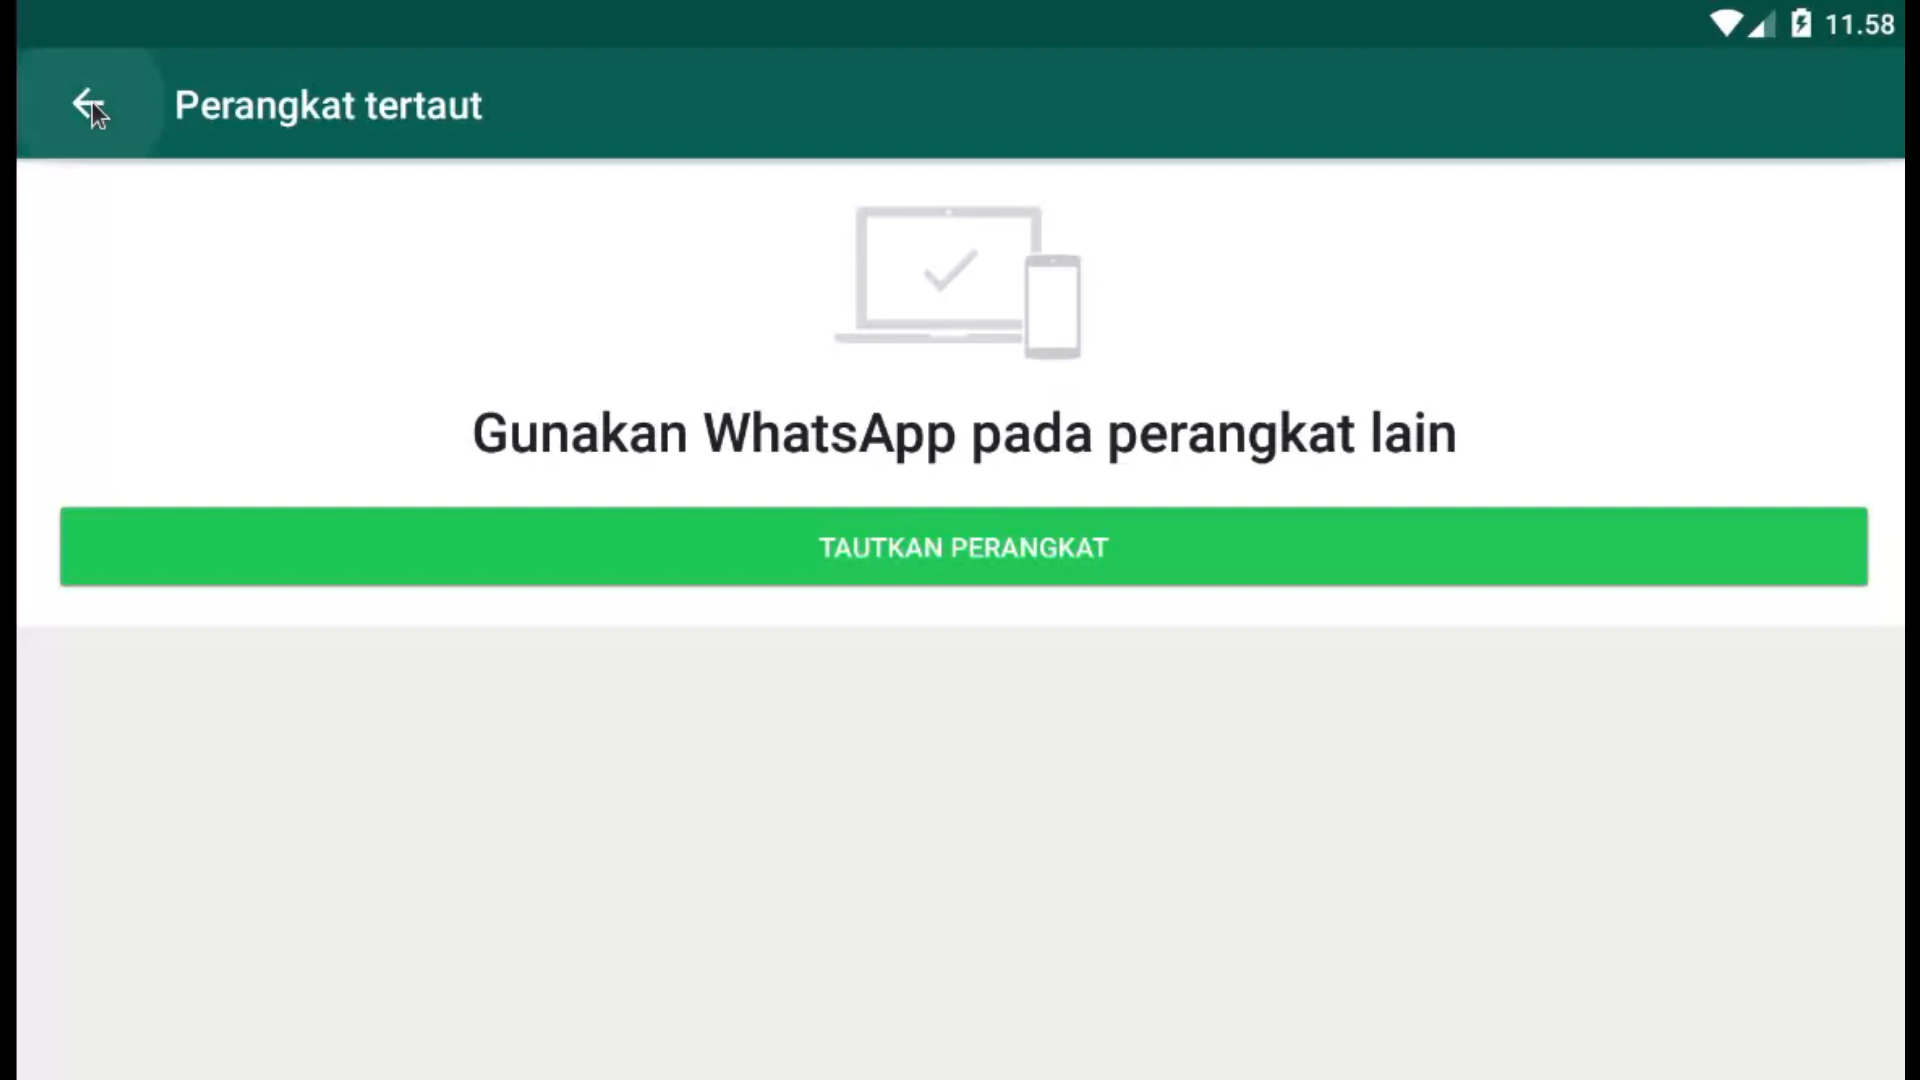 11.58
Perangkat tertaut
Gunakan WhatsApp pada perangkat lain
TAUTKAN PERANGKAT